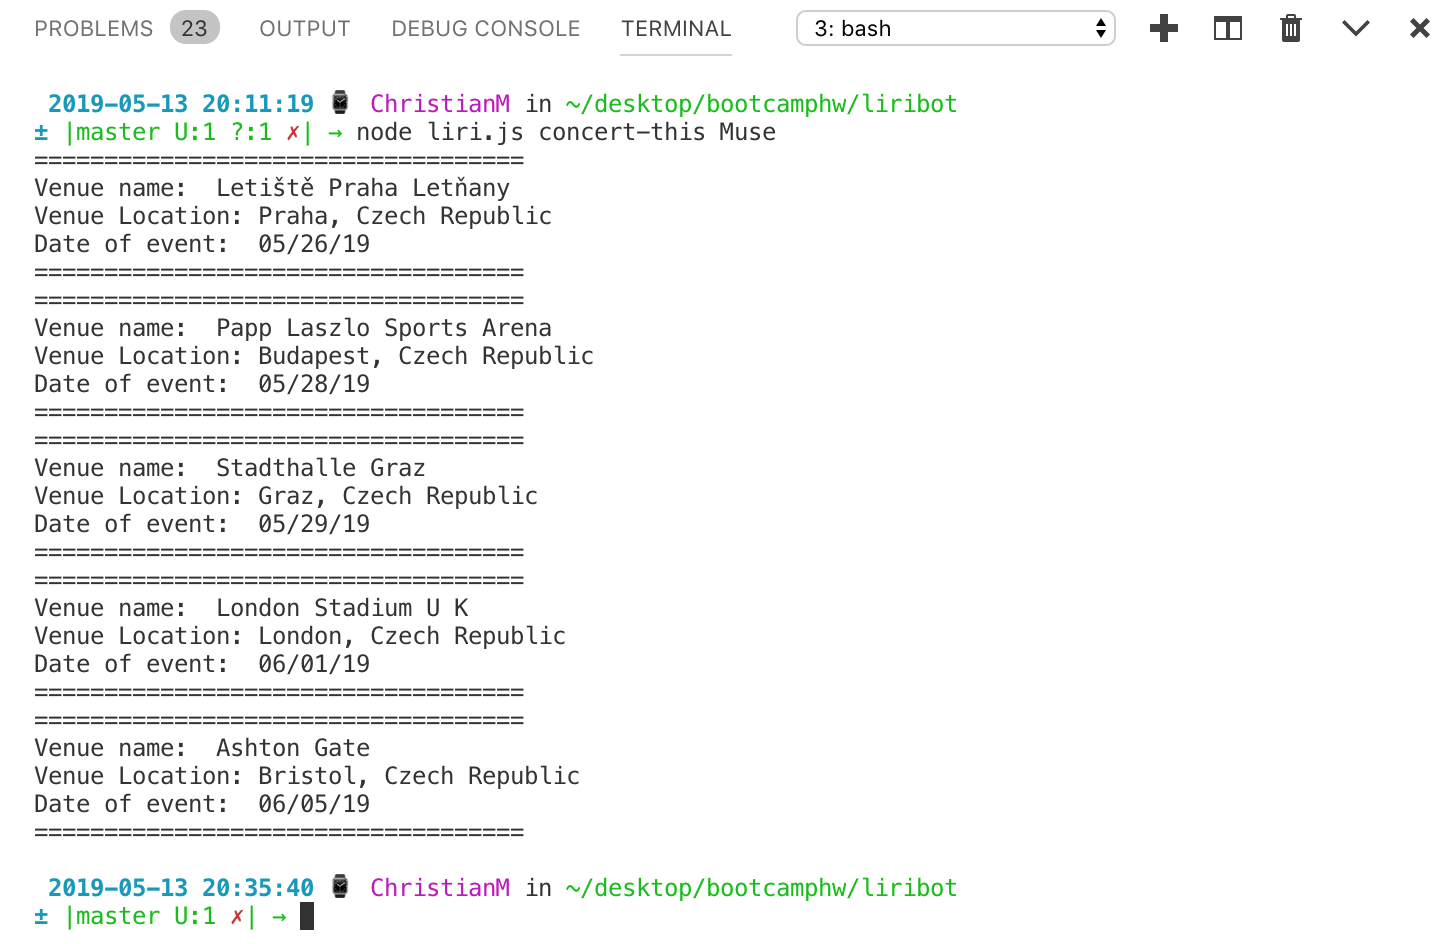 PROBLEMS 23 OUTPUT DEBUG CONSOLE TERMINAL 3: bash
2019-05-13 20:11:19 ⌚ ChristianM in ~/desktop/bootcamphw/liribot
± |master U:1 ?:1 ✗| → node liri.js concert-this Muse
===================================
Venue name:  Letiště Praha Letňany
Venue Location: Praha, Czech Republic
Date of event:  05/26/19
===================================
===================================
Venue name:  Papp Laszlo Sports Arena
Venue Location: Budapest, Czech Republic
Date of event:  05/28/19
===================================
===================================
Venue name:  Stadthalle Graz
Venue Location: Graz, Czech Republic
Date of event:  05/29/19
===================================
===================================
Venue name:  London Stadium U K
Venue Location: London, Czech Republic
Date of event:  06/01/19
===================================
===================================
Venue name:  Ashton Gate
Venue Location: Bristol, Czech Republic
Date of event:  06/05/19
===================================
2019-05-13 20:35:40 ⌚ ChristianM in ~/desktop/bootcamphw/liribot
± |master U:1 ✗| →